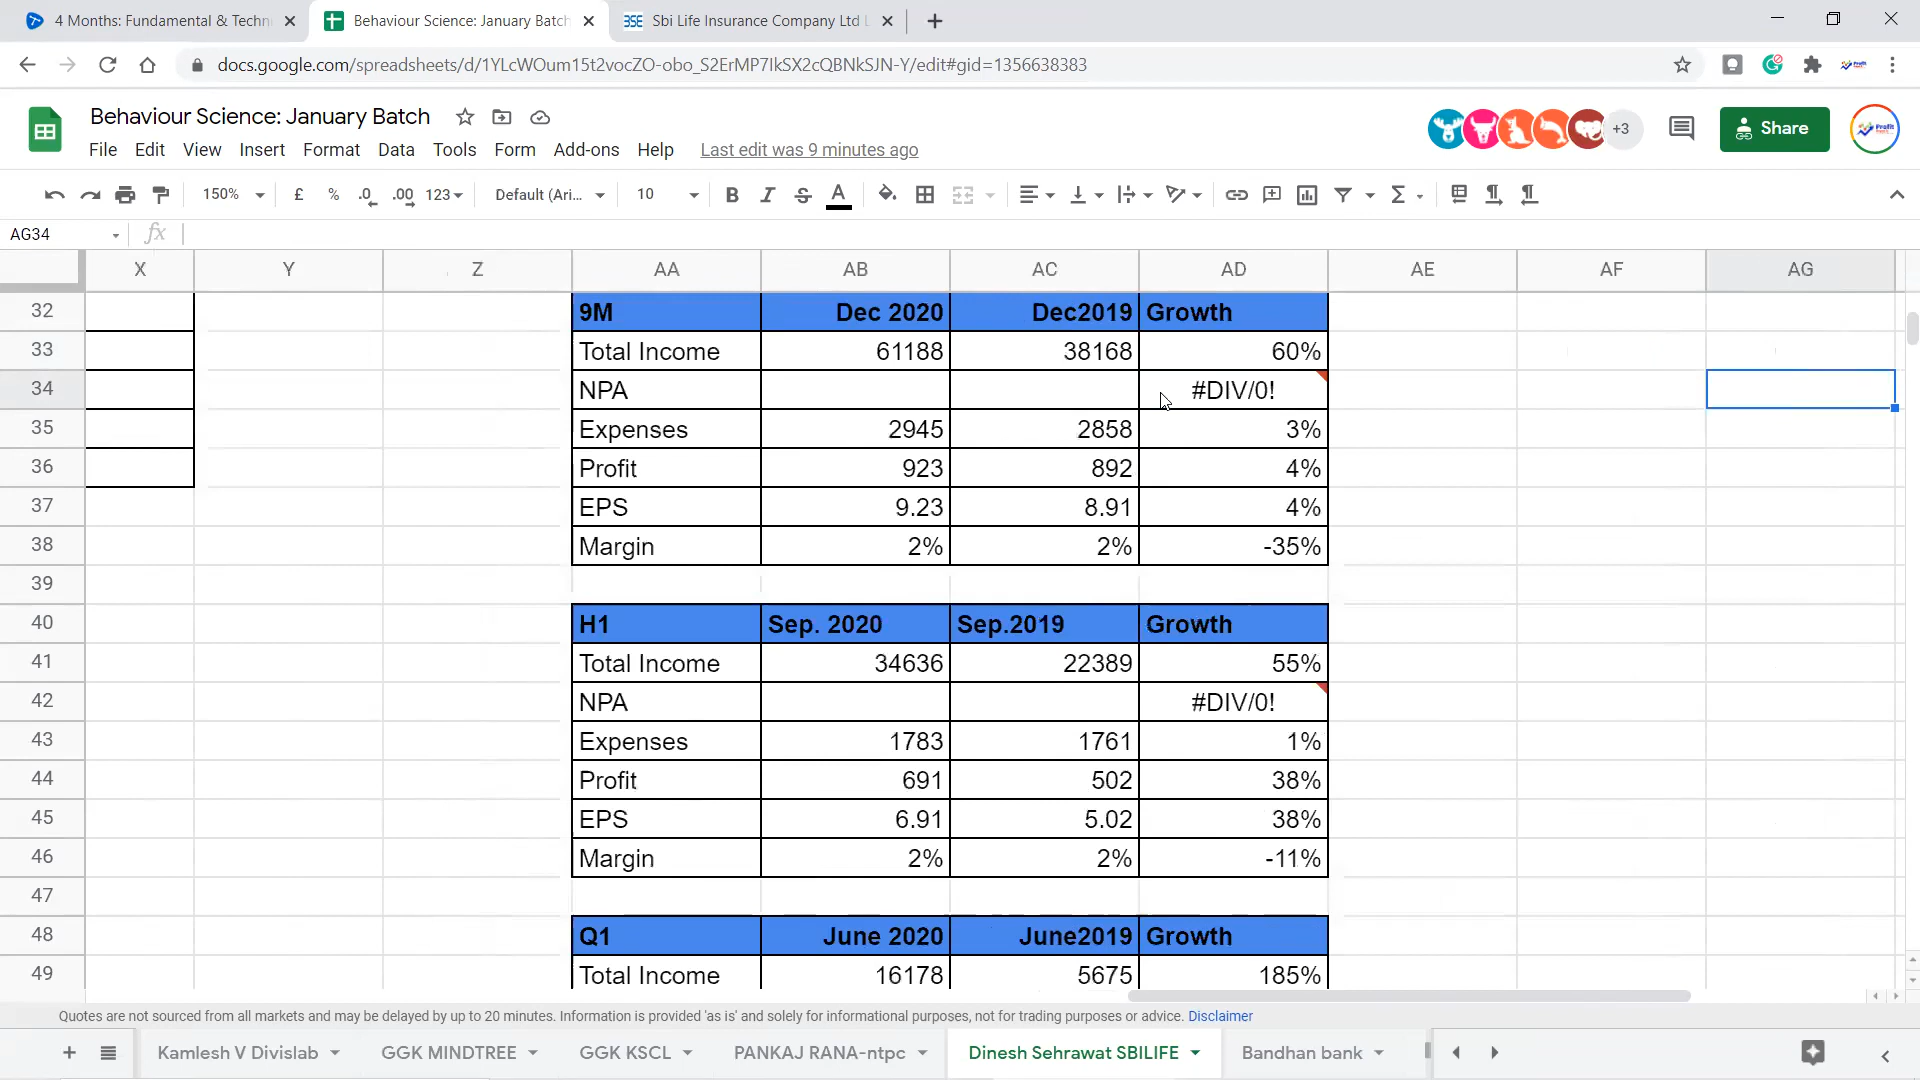 4 Months: Fundamental & Techn
Behaviour Science: January Batch
Sbi Life Insurance Company Ltd L
docs.google.com/spreadsheets/d/1YLcWOum15t2vocZO-obo_S2ErMP7IkSX2cQBNkSJN-Y/edit#gid=1356638383
Behaviour Science: January Batch
+3
Share
File Edit View Insert Format Data Tools Form Add-ons Help Last edit was 9 minutes ago
150% £ % .0 .00 123 Default (Ari... 10 B I S A
AG34 fx
X Y Z AA AB AC AD AE AF AG
32 9M Dec 2020 Dec2019 Growth
33 Total Income 61188 38168 60%
34 NPA #DIV/0!
35 Expenses 2945 2858 3%
36 Profit 923 892 4%
37 EPS 9.23 8.91 4%
38 Margin 2% 2% -35%
39
40 H1 Sep. 2020 Sep.2019 Growth
41 Total Income 34636 22389 55%
42 NPA #DIV/0!
43 Expenses 1783 1761 1%
44 Profit 691 502 38%
45 EPS 6.91 5.02 38%
46 Margin 2% 2% -11%
47
48 Q1 June 2020 June2019 Growth
49 Total Income 16178 5675 185%
Quotes are not sourced from all markets and may be delayed by up to 20 minutes. Information is provided 'as is' and solely for informational purposes, not for trading purposes or advice. Disclaimer
Kamlesh V Divislab GGK MINDTREE GGK KSCL PANKAJ RANA-ntpc Dinesh Sehrawat SBILIFE Bandhan bank